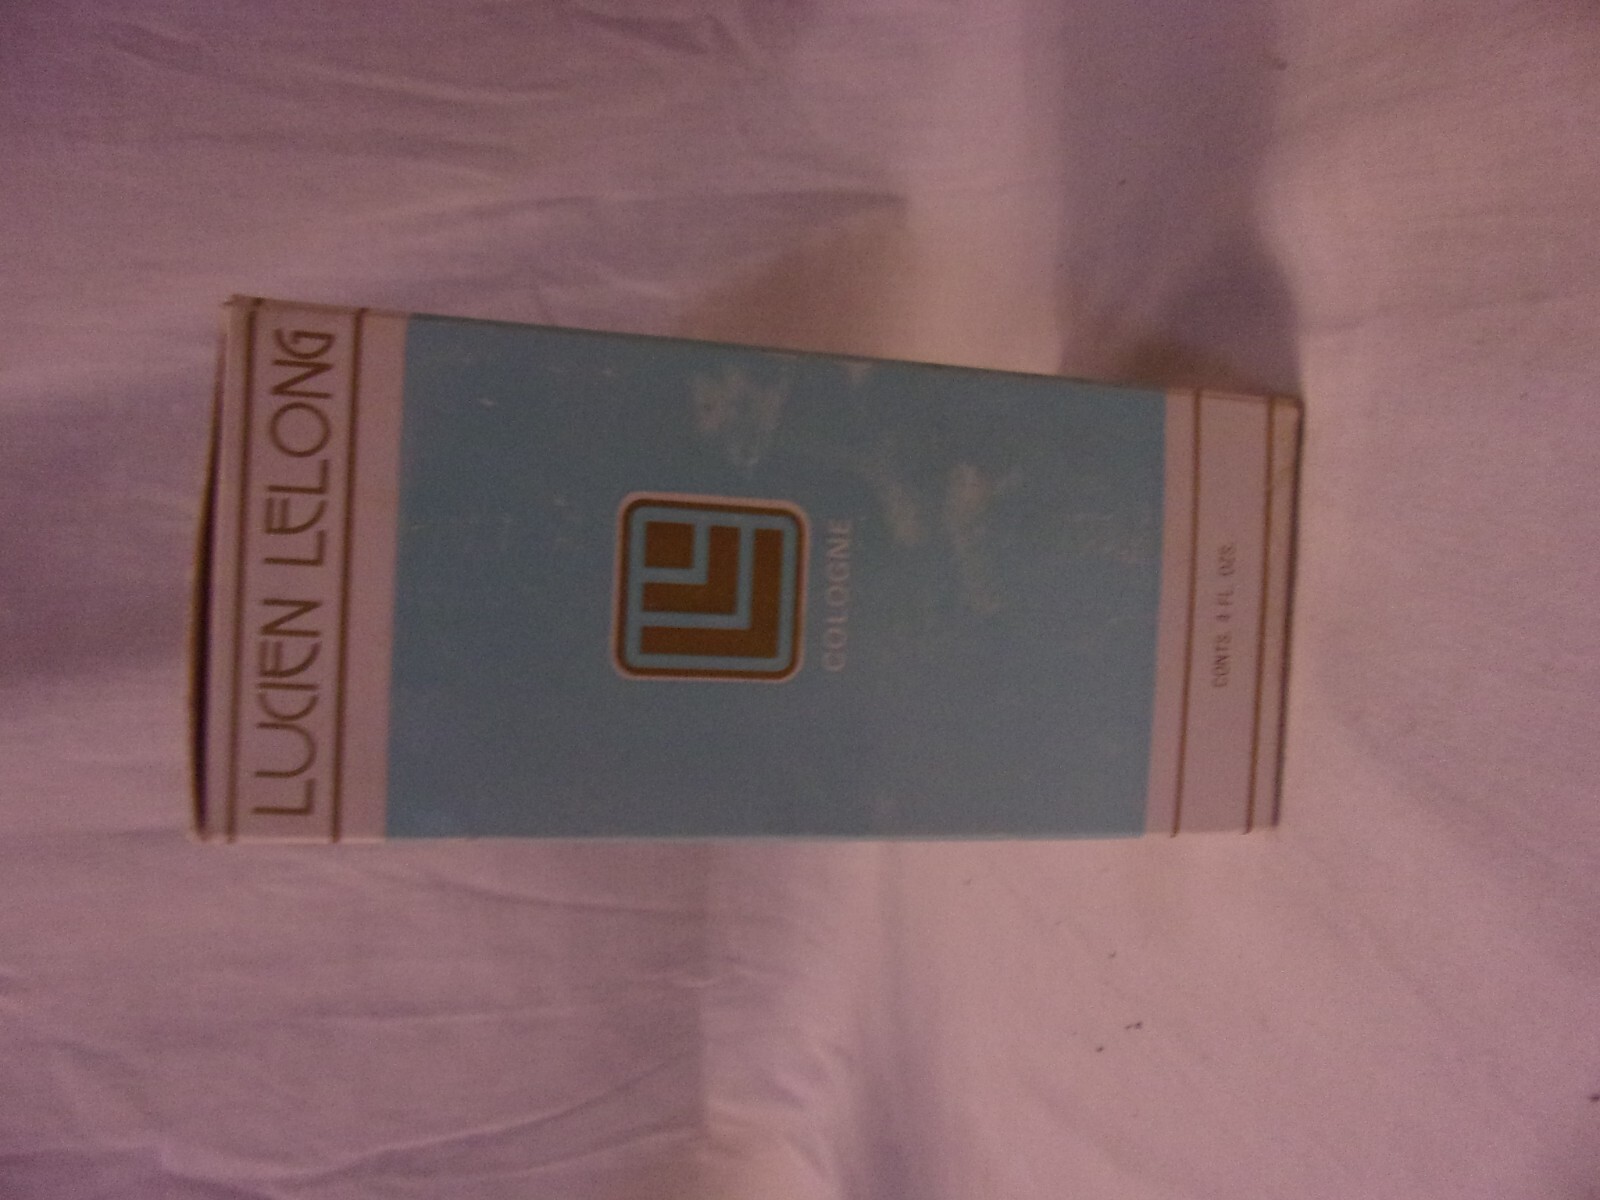 LUCIEN LELONG
COLOGNE
CONTS. 4 FL. OZS.